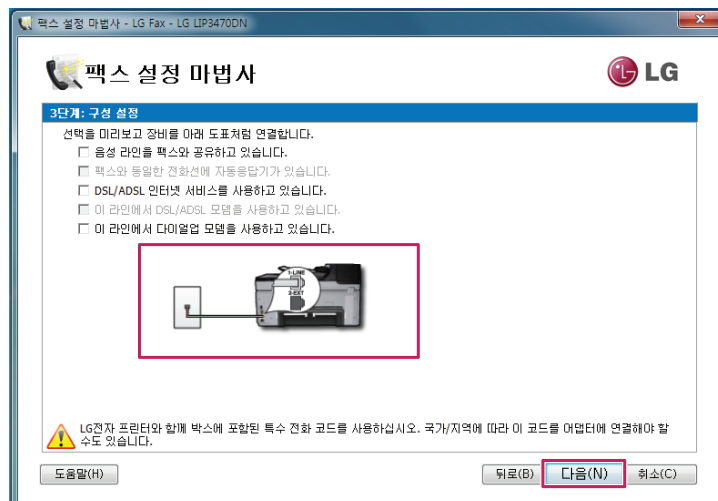 팩스 설정 마법사 - LG Fax - LG LIP3470DN
팩스 설정 마법사
LG
3단계: 구성 설정
선택을 미리보고 장비를 아래 도표처럼 연결합니다.
음성 라인을 팩스와 공유하고 있습니다.
팩스와 동일한 전화선에 자동응답기가 있습니다.
DSL/ADSL 인터넷 서비스를 사용하고 있습니다.
이 라인에서 DSL/ADSL 모뎀을 사용하고 있습니다.
이 라인에서 다이얼업 모뎀을 사용하고 있습니다.
1-LINE
2-EXT
LG전자 프린터와 함께 박스에 포함된 특수 전화 코드를 사용하십시오. 국가/지역에 따라 이 코드를 어댑터에 연결해야 할
수도 있습니다.
도움말(H)
뒤로(B)
다음(N)
취소(C)